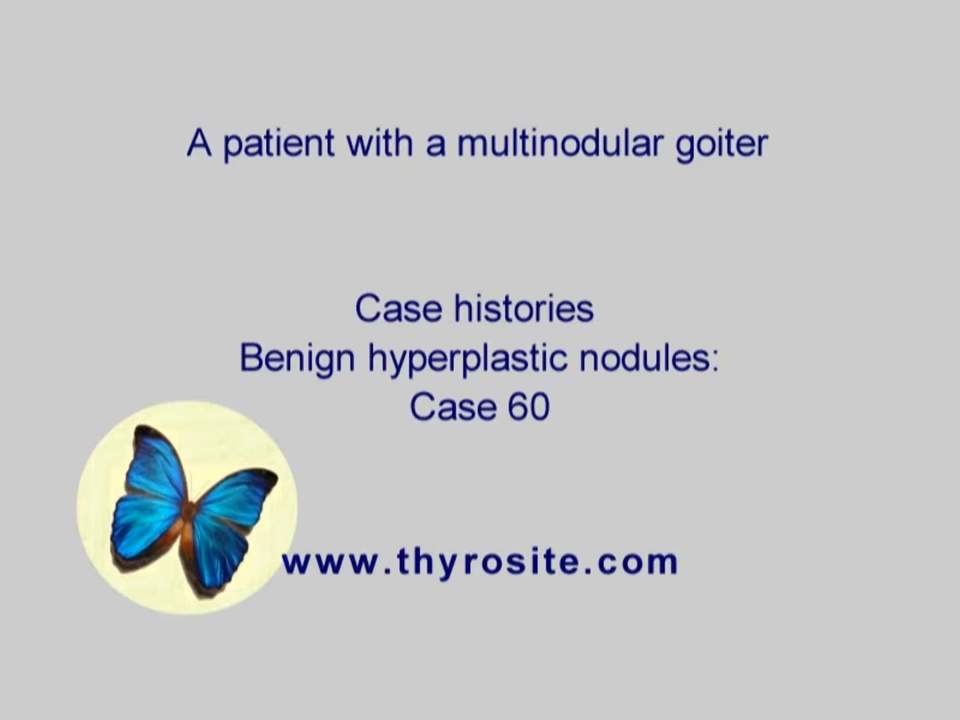 A patient with a multinodular goiter
Case histories
Benign hyperplastic nodules:
Case 60
www.thyrosite.com